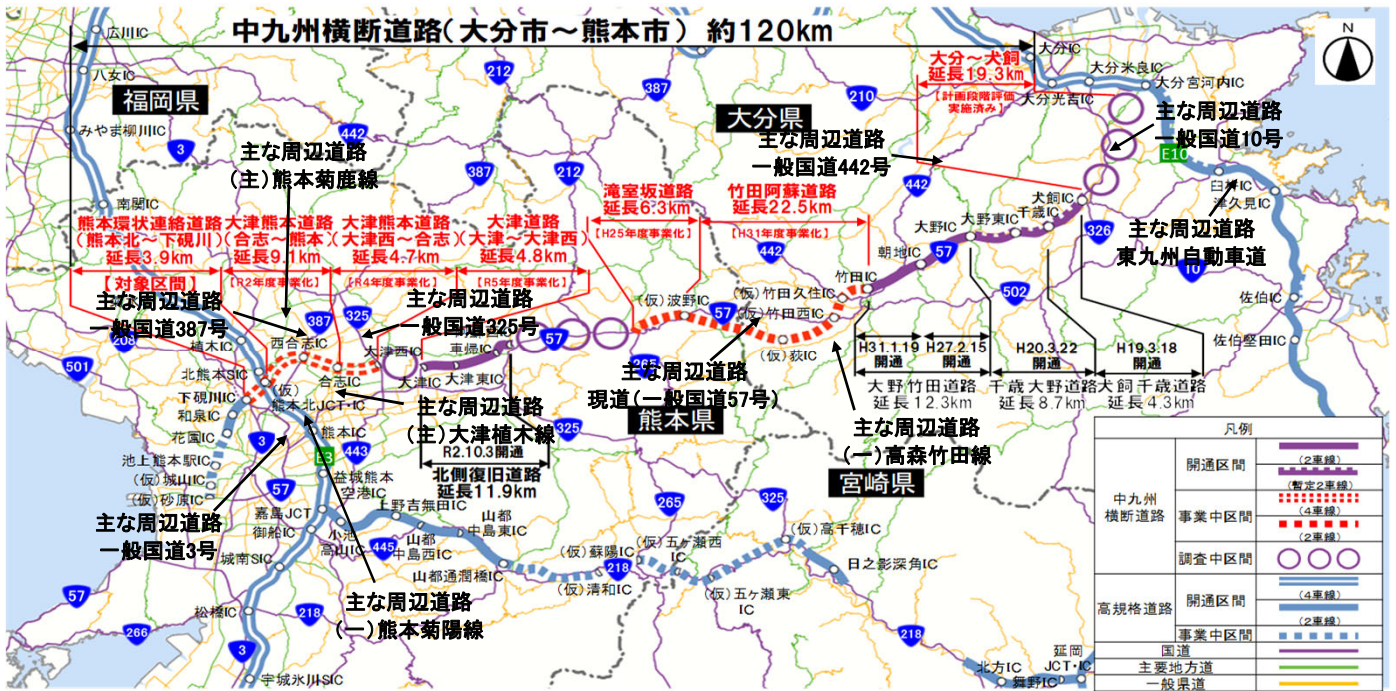 中九州横断道路(大分市～熊本市) 約120km
N
広川IC
八女IC
福岡県
みやま柳川IC
3
442
212
387
大分県
210
大分～犬飼
延長19.3km
【計画段階評価
実施済み】
大分IC
大分米良IC
大分光吉IC
大分宮河内IC
主な周辺道路
一般国道10号
E10
主な周辺道路
一般国道442号
442
臼杵IC
津久見IC
主な周辺道路
東九州自動車道
主な周辺道路
(主)熊本菊鹿線
387
212
南関IC
熊本環状連絡道路
(熊本北～下硯川)
延長3.9km
【対象区間】
大津熊本道路
(合志～熊本)
延長9.1km
【R2年度事業化】
大津熊本道路
(大津西～合志)
延長4.7km
【R4年度事業化】
大津道路
(大津～大津西)
延長4.8km
【R5年度事業化】
滝室坂道路
延長6.3km
【H25年度事業化】
竹田阿蘇道路
延長22.5km
【H31年度事業化】
442
犬飼IC
千歳IC
大野東IC
大野IC
朝地IC
57
326
10
502
竹田IC
(仮)竹田久住IC
(仮)竹田西IC
(仮)波野IC
57
(仮)荻IC
佐伯IC
佐伯堅田IC
主な周辺道路
一般国道387号
387
325
主な周辺道路
一般国道325号
208
501
植木IC
西合志IC
北熊本SIC
下硯川IC
和泉IC
花園IC
池上熊本駅IC
(仮)城山IC
(仮)砂原IC
(仮)
熊本北JCT・IC
合志IC
大津西IC
大津IC
大津東IC
車帰IC
57
265
主な周辺道路
現道(一般国道57号)
熊本県
主な周辺道路
(一)高森竹田線
H31.1.19
開通
H27.2.15
開通
H20.3.22
開通
H19.3.18
開通
大野竹田道路
延長12.3km
千歳大野道路
延長8.7km
犬飼千歳道路
延長4.3km
主な周辺道路
(主)大津植木線
R2.10.3開通
北側復旧道路
延長11.9km
325
3
熊本IC
E3
443
57
益城熊本
空港IC
主な周辺道路
一般国道3号
嘉島JCT
御船IC
小池
高山IC
上野吉無田IC
445
山都
中島西IC
山都
中島東IC
山都通潤橋IC
城南SIC
松橋IC
宇城氷川SIC
57
266
3
218
主な周辺道路
(一)熊本菊陽線
宮崎県
265
325
(仮)高千穂IC
(仮)蘇陽IC
(仮)五ヶ瀬西
IC
218
(仮)清和IC
(仮)五ヶ瀬東
IC
日之影深角IC
218
北方IC
舞野IC
延岡
JCT・IC
凡例
中九州
横断道路
開通区間
(2車線)
(暫定2車線)
事業中区間
(4車線)
(2車線)
調査中区間
高規格道路
開通区間
(4車線)
(2車線)
事業中区間
国道
主要地方道
一般県道